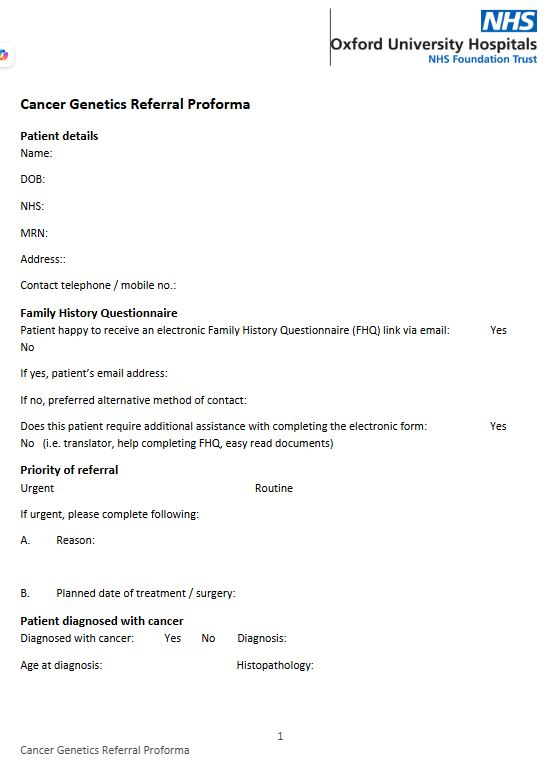 NHS
Oxford University Hospitals
NHS Foundation Trust
Cancer Genetics Referral Proforma
Patient details
Name:
DOB:
NHS:
MRN:
Address::
Contact telephone / mobile no.:
Family History Questionnaire
Patient happy to receive an electronic Family History Questionnaire (FHQ) link via email: Yes
No
If yes, patient’s email address:
If no, preferred alternative method of contact:
Does this patient require additional assistance with completing the electronic form: Yes
No (i.e. translator, help completing FHQ, easy read documents)
Priority of referral
Urgent Routine
If urgent, please complete following:
A. Reason:
B. Planned date of treatment / surgery:
Patient diagnosed with cancer
Diagnosed with cancer: Yes No Diagnosis:
Age at diagnosis: Histopathology:
1
Cancer Genetics Referral Proforma